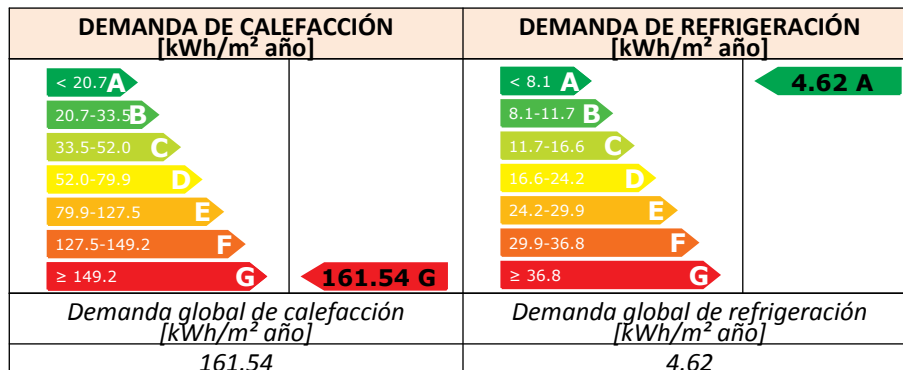 DEMANDA DE CALEFACCIÓN
[kWh/m² año]
DEMANDA DE REFRIGERACIÓN
[kWh/m² año]
< 20.7 A
20.7-33.5 B
33.5-52.0 C
52.0-79.9 D
79.9-127.5 E
127.5-149.2 F
≥ 149.2 G
161.54 G
< 8.1 A
8.1-11.7 B
11.7-16.6 C
16.6-24.2 D
24.2-29.9 E
29.9-36.8 F
≥ 36.8 G
4.62 A
Demanda global de calefacción
[kWh/m² año]
Demanda global de refrigeración
[kWh/m² año]
161.54
4.62